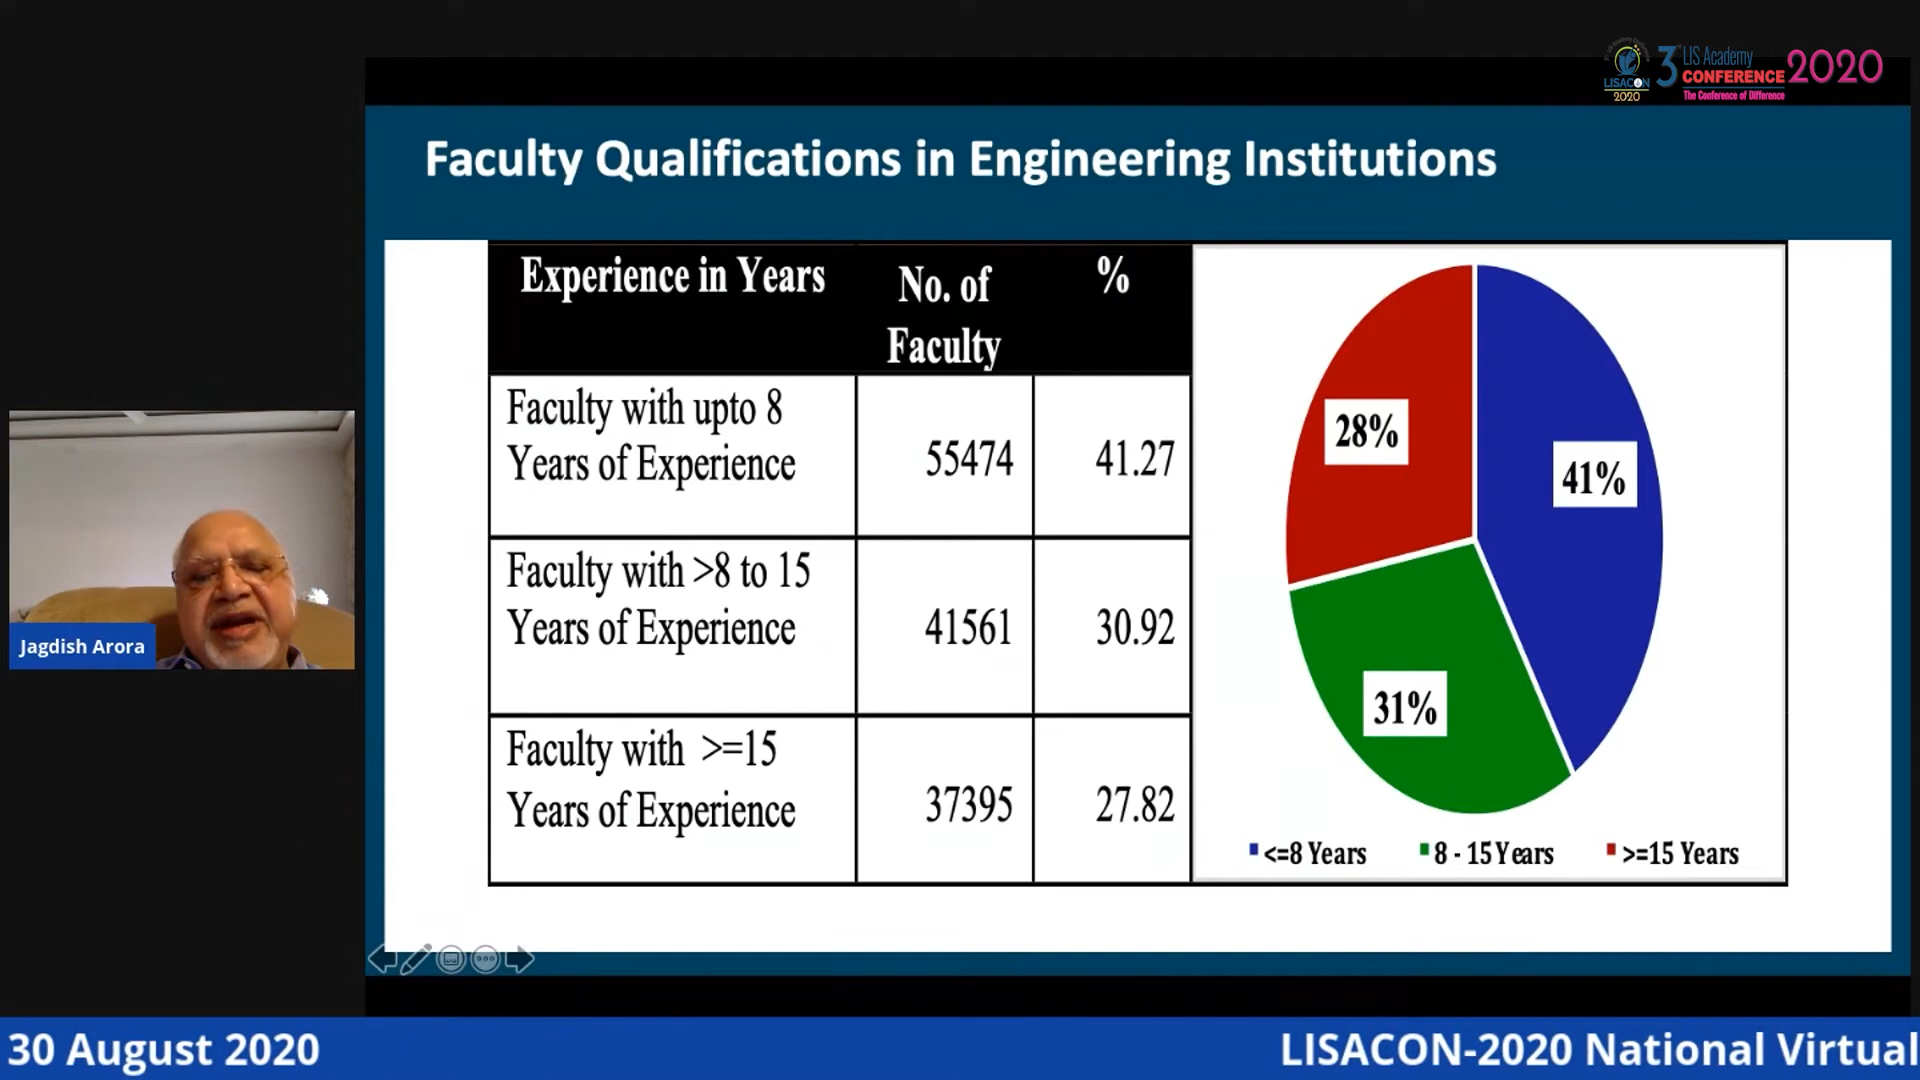 LISACON
2020
3rd LIS Academy
CONFERENCE 2020
The Conference of Difference
Faculty Qualifications in Engineering Institutions
Experience in Years
No. of
Faculty
%
Faculty with upto 8
Years of Experience
55474
41.27
Faculty with >8 to 15
Years of Experience
41561
30.92
Faculty with >=15
Years of Experience
37395
27.82
28%
41%
31%
<=8 Years
8 - 15 Years
>=15 Years
Jagdish Arora
30 August 2020
LISACON-2020 National Virtual